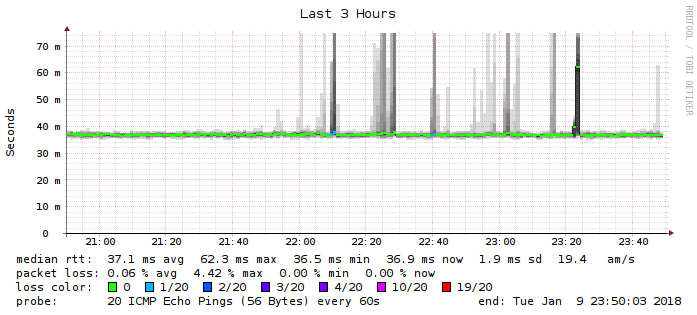 Last 3 Hours
RRDTOOL / TOBI OETIKER
Seconds
70 m
60 m
50 m
40 m
30 m
20 m
10 m
0
21:00 21:20 21:40 22:00 22:20 22:40 23:00 23:20 23:40
median rtt: 37.1 ms avg 62.3 ms max 36.5 ms min 36.9 ms now 1.9 ms sd 19.4 am/s
packet loss: 0.06 % avg 4.42 % max 0.00 % min 0.00 % now
loss color: 0 1/20 2/20 3/20 4/20 10/20 19/20
probe: 20 ICMP Echo Pings (56 Bytes) every 60s end: Tue Jan 9 23:50:03 2018